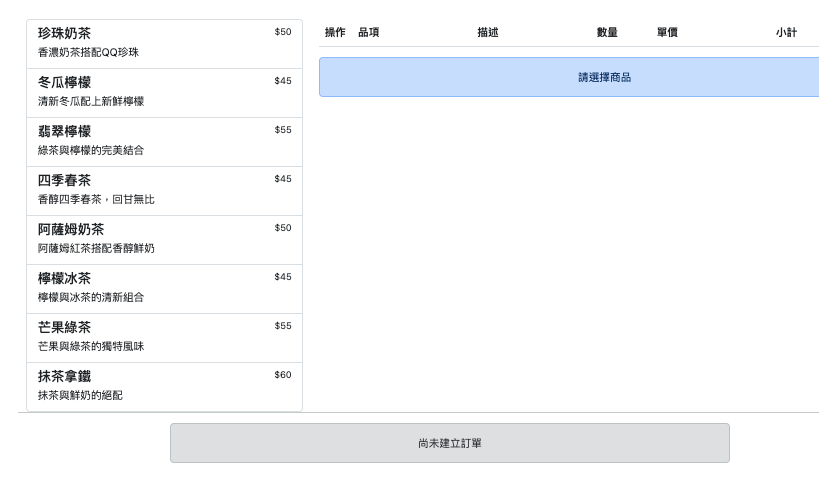 珍珠奶茶 $50
香濃奶茶搭配QQ珍珠
冬瓜檸檬 $45
清新冬瓜配上新鮮檸檬
翡翠檸檬 $55
綠茶與檸檬的完美結合
四季春茶 $45
香醇四季春茶，回甘無比
阿薩姆奶茶 $50
阿薩姆紅茶搭配香醇鮮奶
檸檬冰茶 $45
檸檬與冰茶的清新組合
芒果綠茶 $55
芒果與綠茶的獨特風味
抹茶拿鐵 $60
抹茶與鮮奶的絕配
操作 品項 描述 數量 單價 小計
請選擇商品
尚未建立訂單